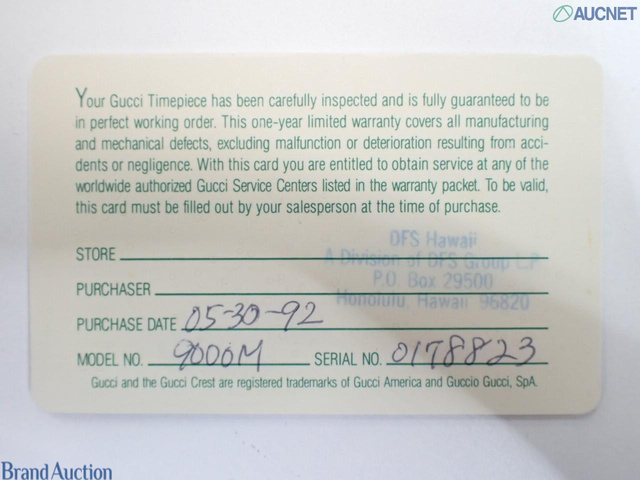 AUCNET
Your Gucci Timepiece has been carefully inspected and is fully guaranteed to be
in perfect working order. This one-year limited warranty covers all manufacturing
and mechanical defects, excluding malfunction or deterioration resulting from acci-
dents or negligence. With this card you are entitled to obtain service at any of the
worldwide authorized Gucci Service Centers listed in the warranty packet. To be valid,
this card must be filled out by your salesperson at the time of purchase.
DFS Hawaii
STORE
A Division of DFS Group L.P
P.O. Box 29500
PURCHASER
Honolulu, Hawaii 96820
PURCHASE DATE 05-30-92
MODEL NO. 9000M SERIAL NO. 0178823
Gucci and the Gucci Crest are registered trademarks of Gucci America and Guccio Gucci, SpA.
Brand Auction